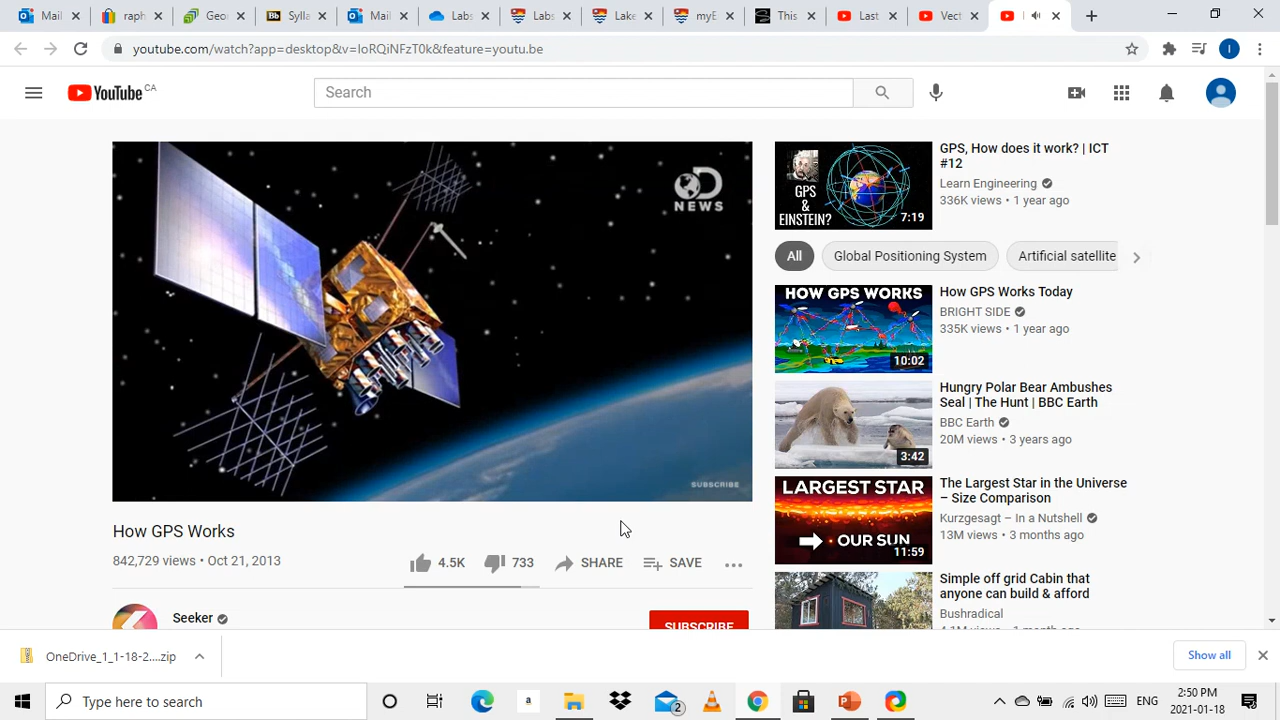 Mail
raph
Geo
Bb Sylla
Mail
Labs
Labs
Lake
myE
This
Last
Vect
youtube.com/watch?app=desktop&v=IoRQiNFzT0k&feature=youtu.be
I
YouTube CA
Search
D
NEWS
SUBSCRIBE
How GPS Works
842,729 views • Oct 21, 2013
4.5K
733
SHARE
SAVE
Seeker
SUBSCRIBE
GPS
&
EINSTEIN?
7:19
GPS, How does it work? | ICT
#12
Learn Engineering
336K views • 1 year ago
All
Global Positioning System
Artificial satellite
HOW GPS WORKS
10:02
How GPS Works Today
BRIGHT SIDE
335K views • 1 year ago
3:42
Hungry Polar Bear Ambushes
Seal | The Hunt | BBC Earth
BBC Earth
20M views • 3 years ago
LARGEST STAR
OUR SUN
11:59
The Largest Star in the Universe
– Size Comparison
Kurzgesagt – In a Nutshell
13M views • 3 months ago
Simple off grid Cabin that
anyone can build & afford
Bushradical
OneDrive_1_1-18-2....zip
Show all
Type here to search
a
2
ENG
2:50 PM
2021-01-18